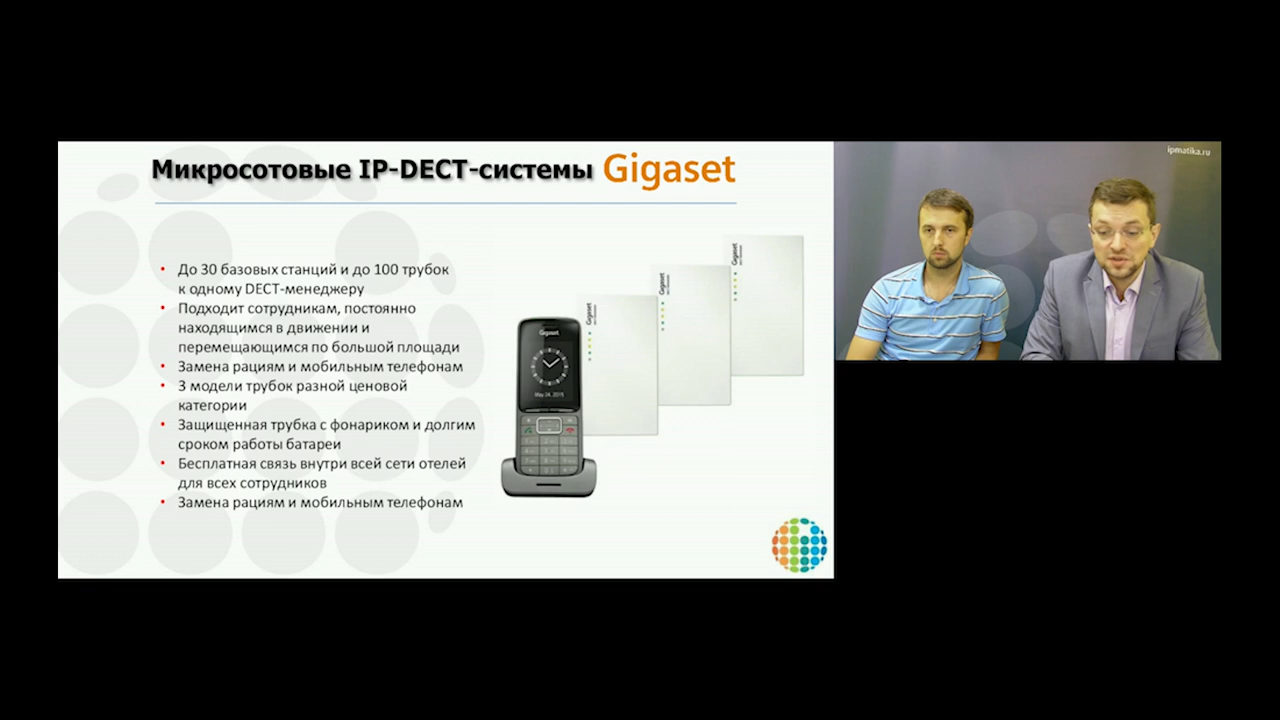 Микросотовые IP-DECT-системы Gigaset
ipmatika.ru
До 30 базовых станций и до 100 трубок
к одному DECT-менеджеру
Подходит сотрудникам, постоянно
находящимся в движении и
перемещающимся по большой площади
Замена рациям и мобильным телефонам
3 модели трубок разной ценовой
категории
Защищенная трубка с фонариком и долгим
сроком работы батареи
Бесплатная связь внутри всей сети отелей
для всех сотрудников
Замена рациям и мобильным телефонам
Gigaset
Gigaset
Gigaset
Gigaset
May 24, 2015